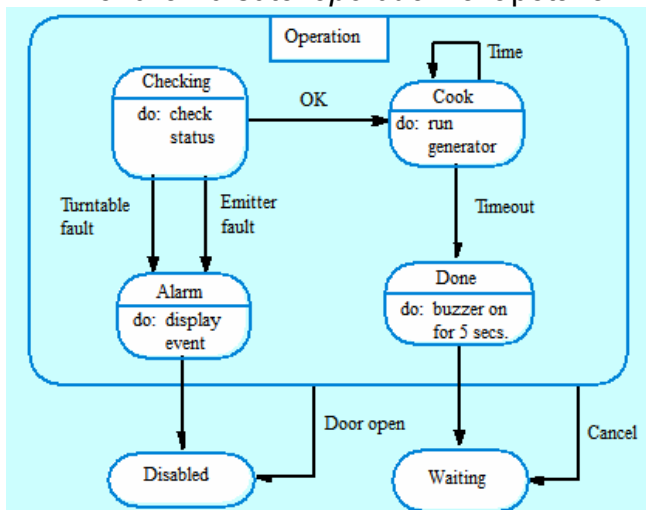 Operation
Time
Checking
do: check
status
OK
Cook
do: run
generator
Turntable
fault
Emitter
fault
Timeout
Alarm
do: display
event
Done
do: buzzer on
for 5 secs.
Door open
Cancel
Disabled
Waiting